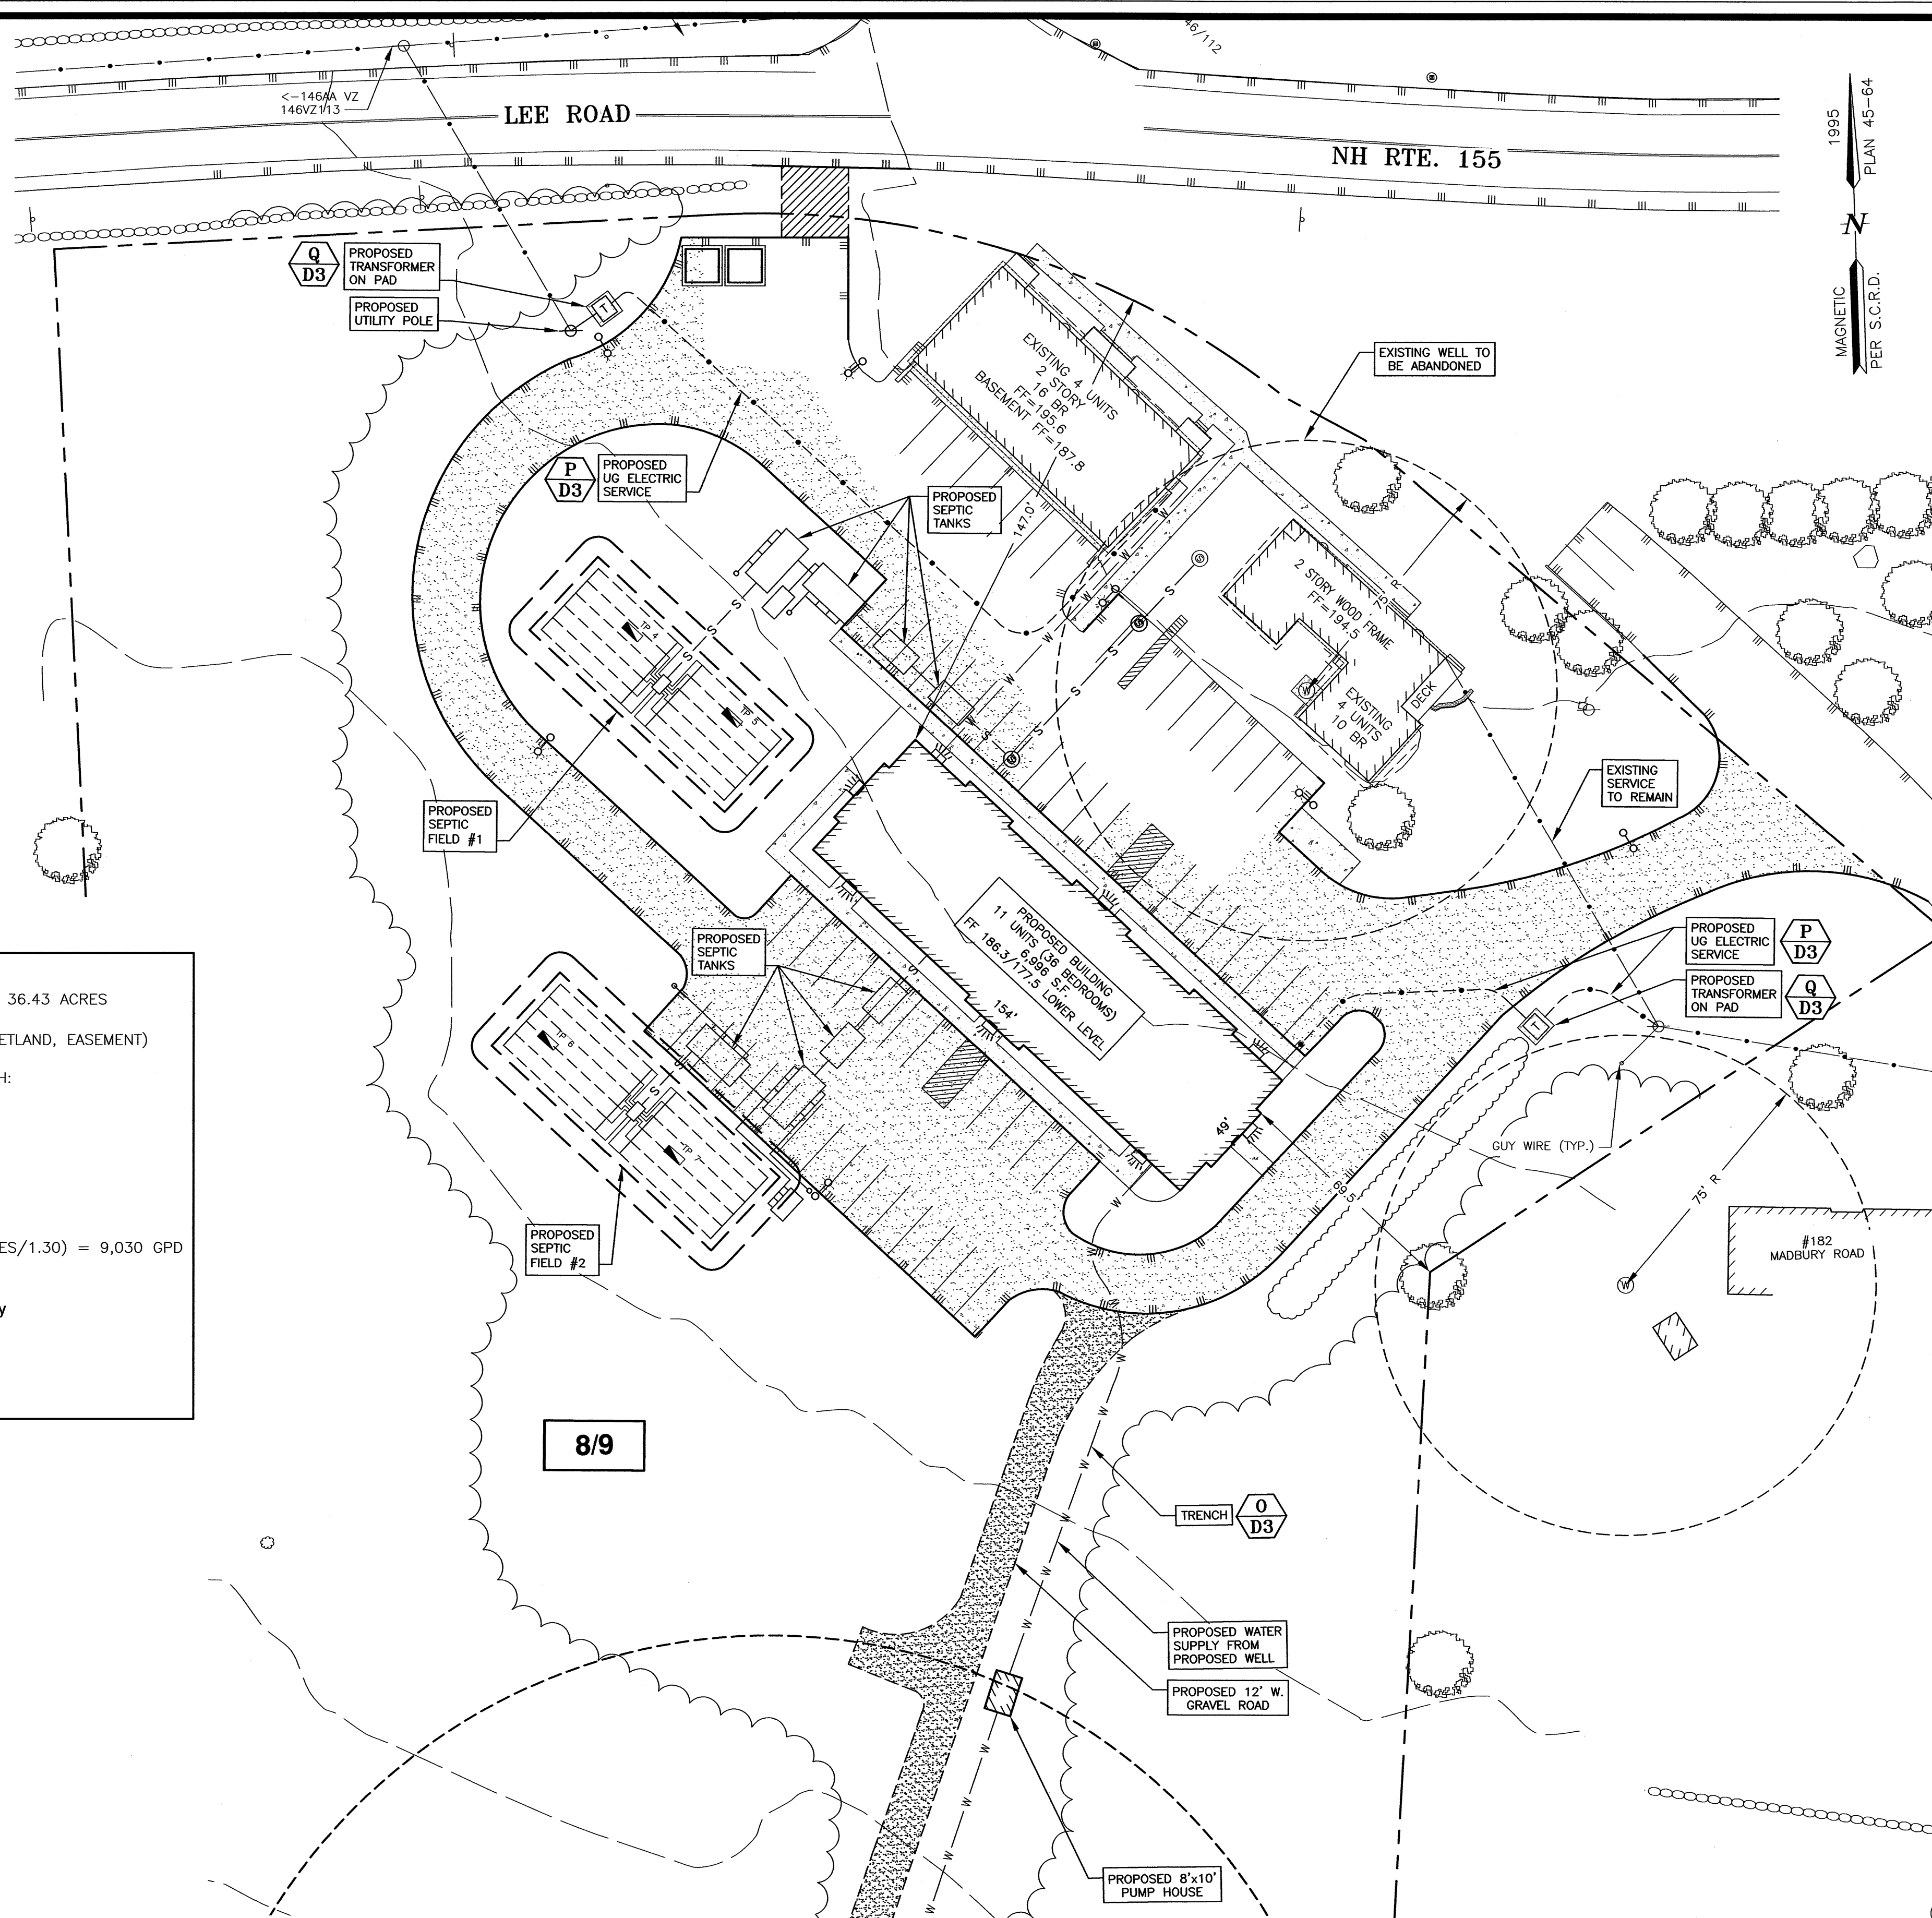 46/112
<-146AA VZ
146VZ113
LEE ROAD
NH RTE. 155
1995
PLAN 45-64
N
MAGNETIC
PER S.C.R.D.
Q
D3
PROPOSED
TRANSFORMER
ON PAD
PROPOSED
UTILITY POLE
T
EXISTING 4 UNITS
2 STORY
16 BR
FF=195.6
BASEMENT FF=187.8
EXISTING WELL TO
BE ABANDONED
P
D3
PROPOSED
UG ELECTRIC
SERVICE
PROPOSED
SEPTIC
TANKS
147.0'
75' R
2 STORY WOOD FRAME
FF=194.5
EXISTING
4 UNITS
10 BR
DECK
W
TP 4
TP 5
EXISTING
SERVICE
TO REMAIN
PROPOSED
SEPTIC
FIELD #1
PROPOSED BUILDING
11 UNITS (36 BEDROOMS)
6,996 S.F.
FF 186.3/177.5 LOWER LEVEL
154'
49'
69.5'
PROPOSED
SEPTIC
TANKS
PROPOSED
UG ELECTRIC
SERVICE
P
D3
PROPOSED
TRANSFORMER
ON PAD
Q
D3
T
36.43 ACRES
ETLAND, EASEMENT)
H:
ES/1.30) = 9,030 GPD
y
TP 6
TP 7
GUY WIRE (TYP.)
75' R
W
#182
MADBURY ROAD
PROPOSED
SEPTIC
FIELD #2
8/9
TRENCH
O
D3
PROPOSED WATER
SUPPLY FROM
PROPOSED WELL
PROPOSED 12' W.
GRAVEL ROAD
PROPOSED 8'x10'
PUMP HOUSE